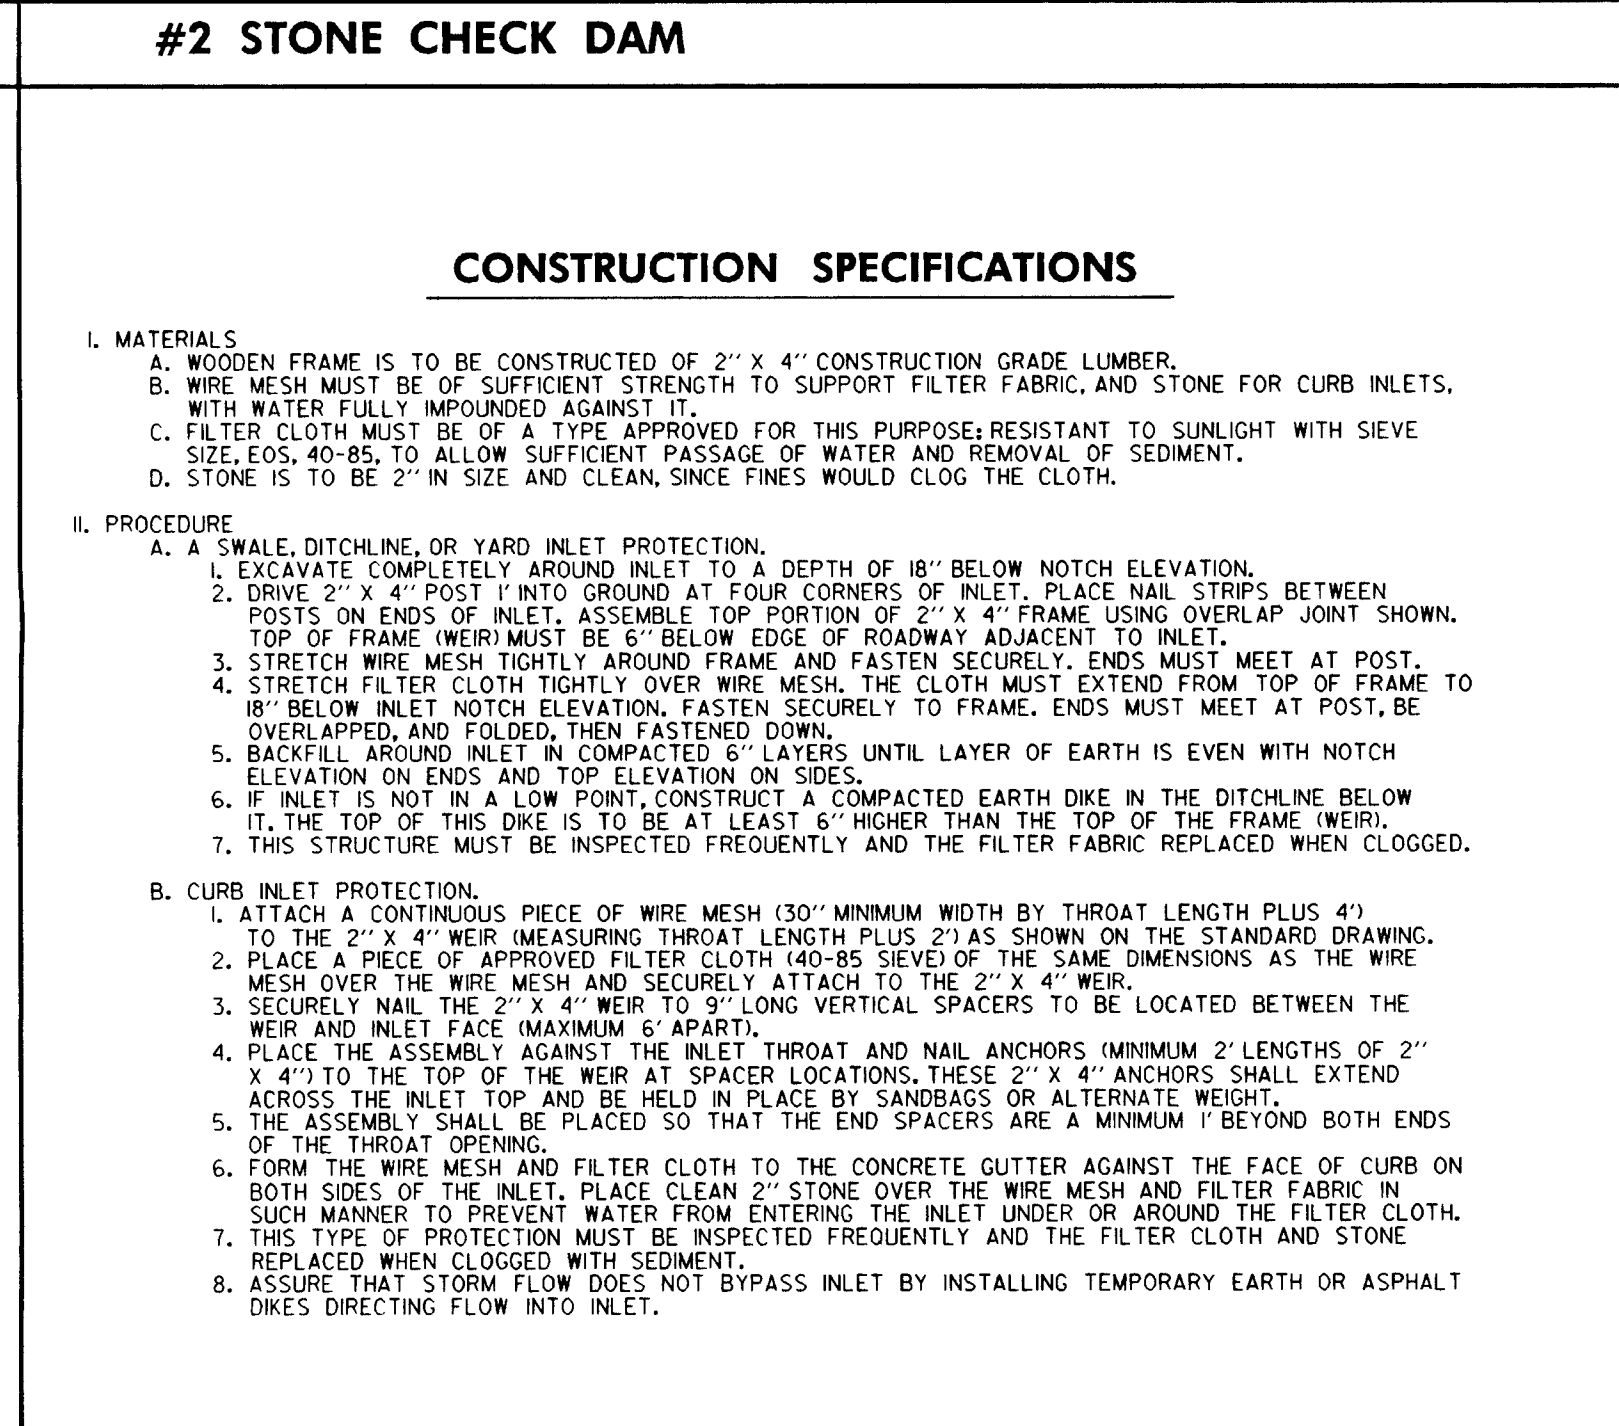 #2 STONE CHECK DAM
CONSTRUCTION SPECIFICATIONS
I. MATERIALS
A. WOODEN FRAME IS TO BE CONSTRUCTED OF 2'' X 4'' CONSTRUCTION GRADE LUMBER.
B. WIRE MESH MUST BE OF SUFFICIENT STRENGTH TO SUPPORT FILTER FABRIC, AND STONE FOR CURB INLETS,
WITH WATER FULLY IMPOUNDED AGAINST IT.
C. FILTER CLOTH MUST BE OF A TYPE APPROVED FOR THIS PURPOSE; RESISTANT TO SUNLIGHT WITH SIEVE
SIZE, EOS, 40-85, TO ALLOW SUFFICIENT PASSAGE OF WATER AND REMOVAL OF SEDIMENT.
D. STONE IS TO BE 2'' IN SIZE AND CLEAN, SINCE FINES WOULD CLOG THE CLOTH.
II. PROCEDURE
A. A SWALE, DITCHLINE, OR YARD INLET PROTECTION.
1. EXCAVATE COMPLETELY AROUND INLET TO A DEPTH OF 18'' BELOW NOTCH ELEVATION.
2. DRIVE 2'' X 4'' POST 1' INTO GROUND AT FOUR CORNERS OF INLET. PLACE NAIL STRIPS BETWEEN
POSTS ON ENDS OF INLET. ASSEMBLE TOP PORTION OF 2'' X 4'' FRAME USING OVERLAP JOINT SHOWN.
TOP OF FRAME (WEIR) MUST BE 6'' BELOW EDGE OF ROADWAY ADJACENT TO INLET.
3. STRETCH WIRE MESH TIGHTLY AROUND FRAME AND FASTEN SECURELY. ENDS MUST MEET AT POST.
4. STRETCH FILTER CLOTH TIGHTLY OVER WIRE MESH. THE CLOTH MUST EXTEND FROM TOP OF FRAME TO
18'' BELOW INLET NOTCH ELEVATION. FASTEN SECURELY TO FRAME. ENDS MUST MEET AT POST, BE
OVERLAPPED, AND FOLDED, THEN FASTENED DOWN.
5. BACKFILL AROUND INLET IN COMPACTED 6'' LAYERS UNTIL LAYER OF EARTH IS EVEN WITH NOTCH
ELEVATION ON ENDS AND TOP ELEVATION ON SIDES.
6. IF INLET IS NOT IN A LOW POINT, CONSTRUCT A COMPACTED EARTH DIKE IN THE DITCHLINE BELOW
IT. THE TOP OF THIS DIKE IS TO BE AT LEAST 6'' HIGHER THAN THE TOP OF THE FRAME (WEIR).
7. THIS STRUCTURE MUST BE INSPECTED FREQUENTLY AND THE FILTER FABRIC REPLACED WHEN CLOGGED.
B. CURB INLET PROTECTION.
1. ATTACH A CONTINUOUS PIECE OF WIRE MESH (30'' MINIMUM WIDTH BY THROAT LENGTH PLUS 4')
TO THE 2'' X 4'' WEIR (MEASURING THROAT LENGTH PLUS 2') AS SHOWN ON THE STANDARD DRAWING.
2. PLACE A PIECE OF APPROVED FILTER CLOTH (40-85 SIEVE) OF THE SAME DIMENSIONS AS THE WIRE
MESH OVER THE WIRE MESH AND SECURELY ATTACH TO THE 2'' X 4'' WEIR.
3. SECURELY NAIL THE 2'' X 4'' WEIR TO 9'' LONG VERTICAL SPACERS TO BE LOCATED BETWEEN THE
WEIR AND INLET FACE (MAXIMUM 6' APART).
4. PLACE THE ASSEMBLY AGAINST THE INLET THROAT AND NAIL ANCHORS (MINIMUM 2' LENGTHS OF 2''
X 4'') TO THE TOP OF THE WEIR AT SPACER LOCATIONS. THESE 2'' X 4'' ANCHORS SHALL EXTEND
ACROSS THE INLET TOP AND BE HELD IN PLACE BY SANDBAGS OR ALTERNATE WEIGHT.
5. THE ASSEMBLY SHALL BE PLACED SO THAT THE END SPACERS ARE A MINIMUM 1' BEYOND BOTH ENDS
OF THE THROAT OPENING.
6. FORM THE WIRE MESH AND FILTER CLOTH TO THE CONCRETE GUTTER AGAINST THE FACE OF CURB ON
BOTH SIDES OF THE INLET. PLACE CLEAN 2'' STONE OVER THE WIRE MESH AND FILTER FABRIC IN
SUCH MANNER TO PREVENT WATER FROM ENTERING THE INLET UNDER OR AROUND THE FILTER CLOTH.
7. THIS TYPE OF PROTECTION MUST BE INSPECTED FREQUENTLY AND THE FILTER CLOTH AND STONE
REPLACED WHEN CLOGGED WITH SEDIMENT.
8. ASSURE THAT STORM FLOW DOES NOT BYPASS INLET BY INSTALLING TEMPORARY EARTH OR ASPHALT
DIKES DIRECTING FLOW INTO INLET.